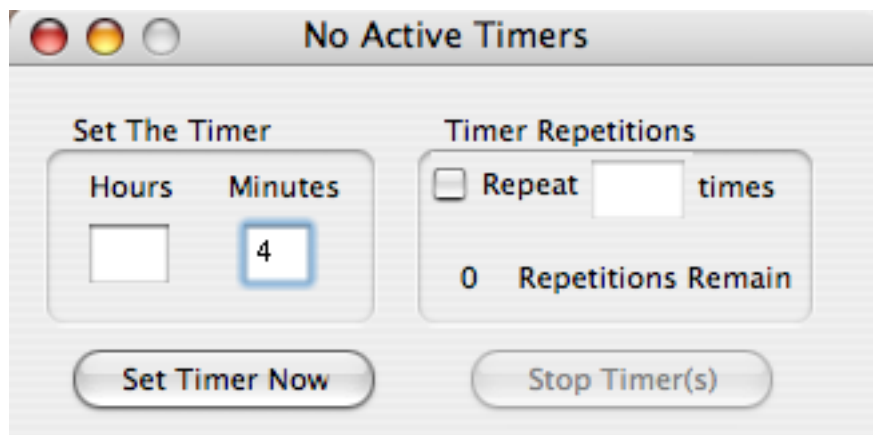 No Active Timers
Set The Timer
Timer Repetitions
Hours Minutes
Repeat times
4
0 Repetitions Remain
Set Timer Now
Stop Timer(s)